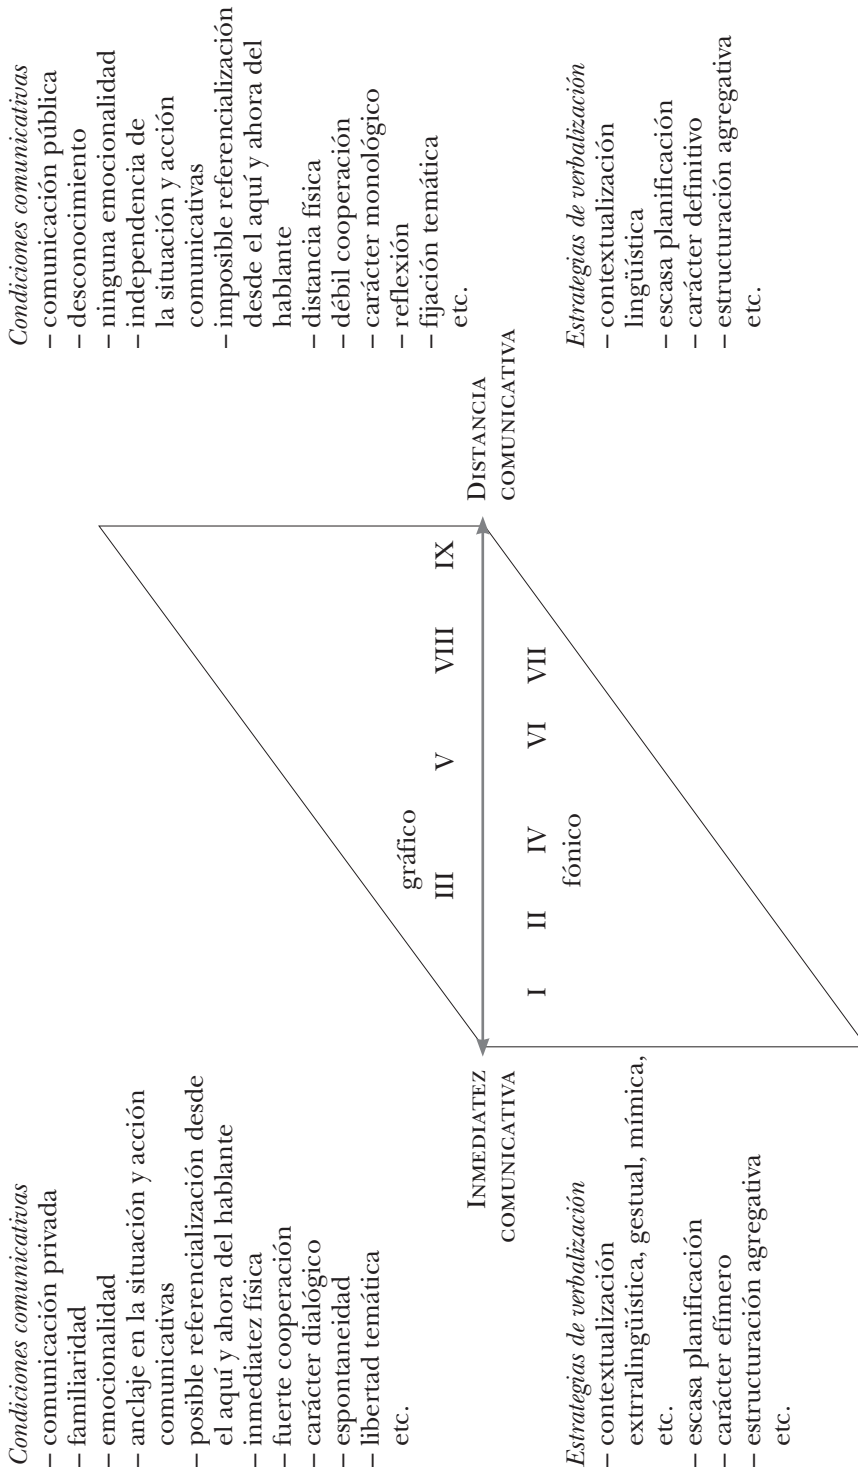 Condiciones comunicativas
– comunicación privada
– familiaridad
– emocionalidad
– anclaje en la situación y acción
comunicativas
– posible referencialización desde
el aquí y ahora del hablante
– inmediatez física
– fuerte cooperación
– carácter dialógico
– espontaneidad
– libertad temática
etc.
Condiciones comunicativas
– comunicación pública
– desconocimiento
– ninguna emocionalidad
– independencia de
la situación y acción
comunicativas
– imposible referencialización
desde el aquí y ahora del
hablante
– distancia física
– débil cooperación
– carácter monológico
– reflexión
– fijación temática
etc.
gráfico
III V VIII IX
INMEDIATEZ
COMUNICATIVA
DISTANCIA
COMUNICATIVA
I II IV VI VII
fónico
Estrategias de verbalización
– contextualización
extrralingüística, gestual, mímica,
etc.
– escasa planificación
– carácter efímero
– estructuración agregativa
etc.
Estrategias de verbalización
– contextualización
lingüística
– escasa planificación
– carácter definitivo
– estructuración agregativa
etc.